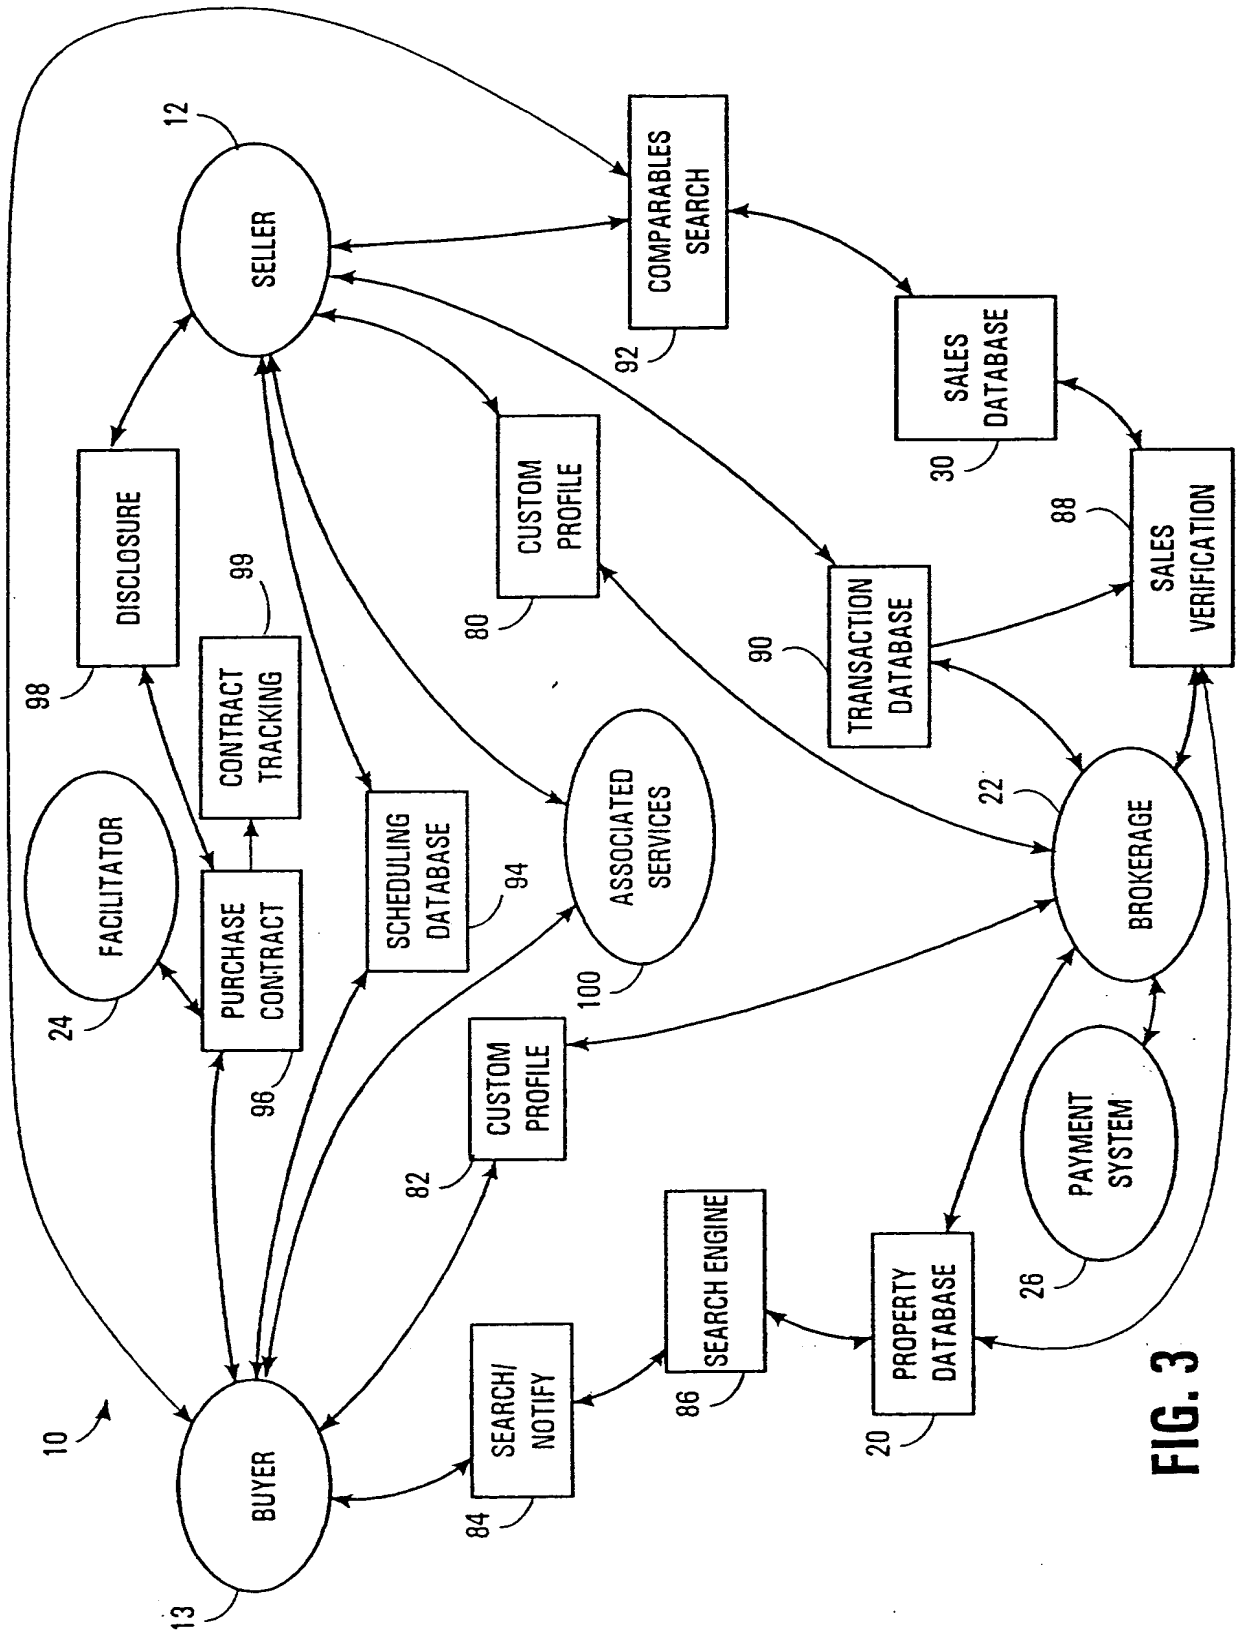 10
13
BUYER
24
FACILITATOR
98
DISCLOSURE
12
SELLER
96
PURCHASE
CONTRACT
99
CONTRACT
TRACKING
94
SCHEDULING
DATABASE
84
SEARCH/
NOTIFY
82
CUSTOM
PROFILE
100
ASSOCIATED
SERVICES
80
CUSTOM
PROFILE
92
COMPARABLES
SEARCH
86
SEARCH ENGINE
90
TRANSACTION
DATABASE
30
SALES
DATABASE
20
PROPERTY
DATABASE
26
PAYMENT
SYSTEM
22
BROKERAGE
88
SALES
VERIFICATION
FIG. 3